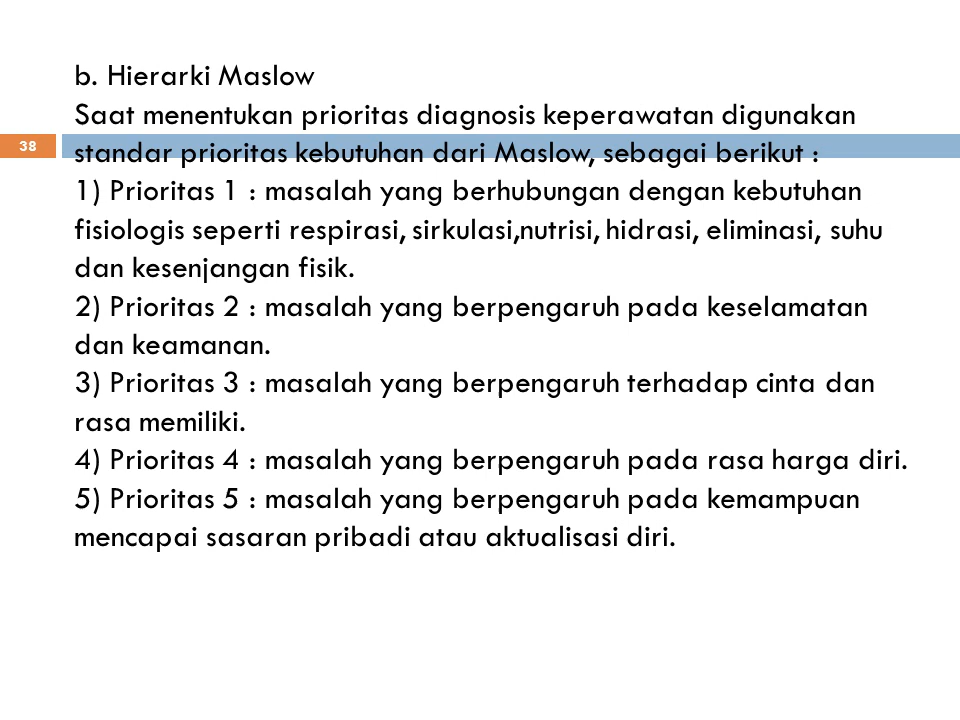 b. Hierarki Maslow
Saat menentukan prioritas diagnosis keperawatan digunakan
38
standar prioritas kebutuhan dari Maslow, sebagai berikut :
1) Prioritas 1 : masalah yang berhubungan dengan kebutuhan
fisiologis seperti respirasi, sirkulasi,nutrisi, hidrasi, eliminasi, suhu
dan kesenjangan fisik.
2) Prioritas 2 : masalah yang berpengaruh pada keselamatan
dan keamanan.
3) Prioritas 3 : masalah yang berpengaruh terhadap cinta dan
rasa memiliki.
4) Prioritas 4 : masalah yang berpengaruh pada rasa harga diri.
5) Prioritas 5 : masalah yang berpengaruh pada kemampuan
mencapai sasaran pribadi atau aktualisasi diri.